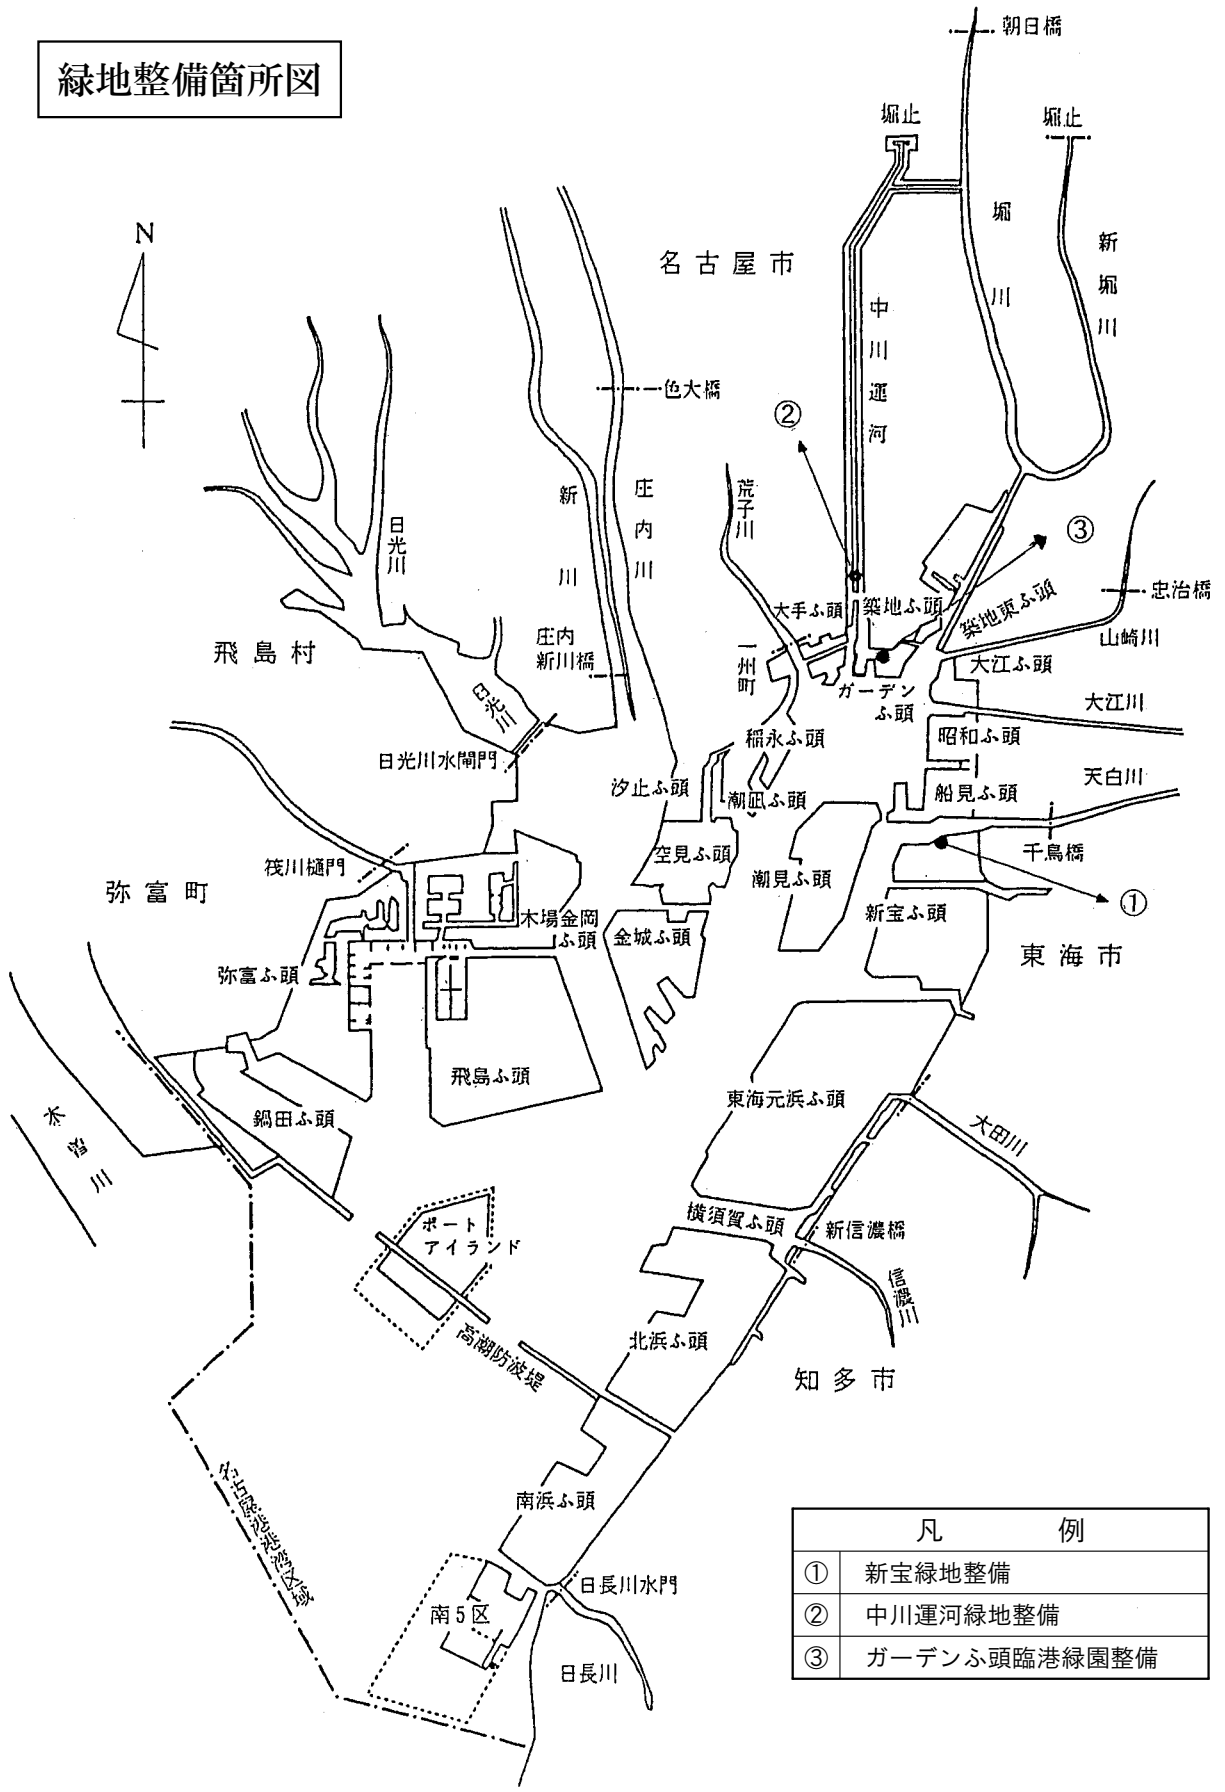 緑地整備箇所図
朝日橋
堀止
堀止
N
名古屋市
堀川
新堀川
中川運河
色大橋
②
荒子川
新川
庄内川
日光川
③
忠治橋
大手ふ頭
築地ふ頭
築地東ふ頭
山崎川
飛島村
庄内
新川橋
一州町
大江ふ頭
ガーデン
ふ頭
大江川
日光川
稲永ふ頭
昭和ふ頭
日光川水閘門
天白川
汐止ふ頭
潮凪ふ頭
船見ふ頭
空見ふ頭
千鳥橋
筏川樋門
潮見ふ頭
弥富町
①
木場金岡
ふ頭
新宝ふ頭
金城ふ頭
東海市
弥富ふ頭
飛島ふ頭
東海元浜ふ頭
鍋田ふ頭
木曽川
大田川
横須賀ふ頭
ポート
アイランド
新信濃橋
信濃川
高潮防波堤
北浜ふ頭
知多市
名古屋港港湾区域
南浜ふ頭
日長川水門
南5区
日長川
凡例
① 新宝緑地整備
② 中川運河緑地整備
③ ガーデンふ頭臨港緑園整備